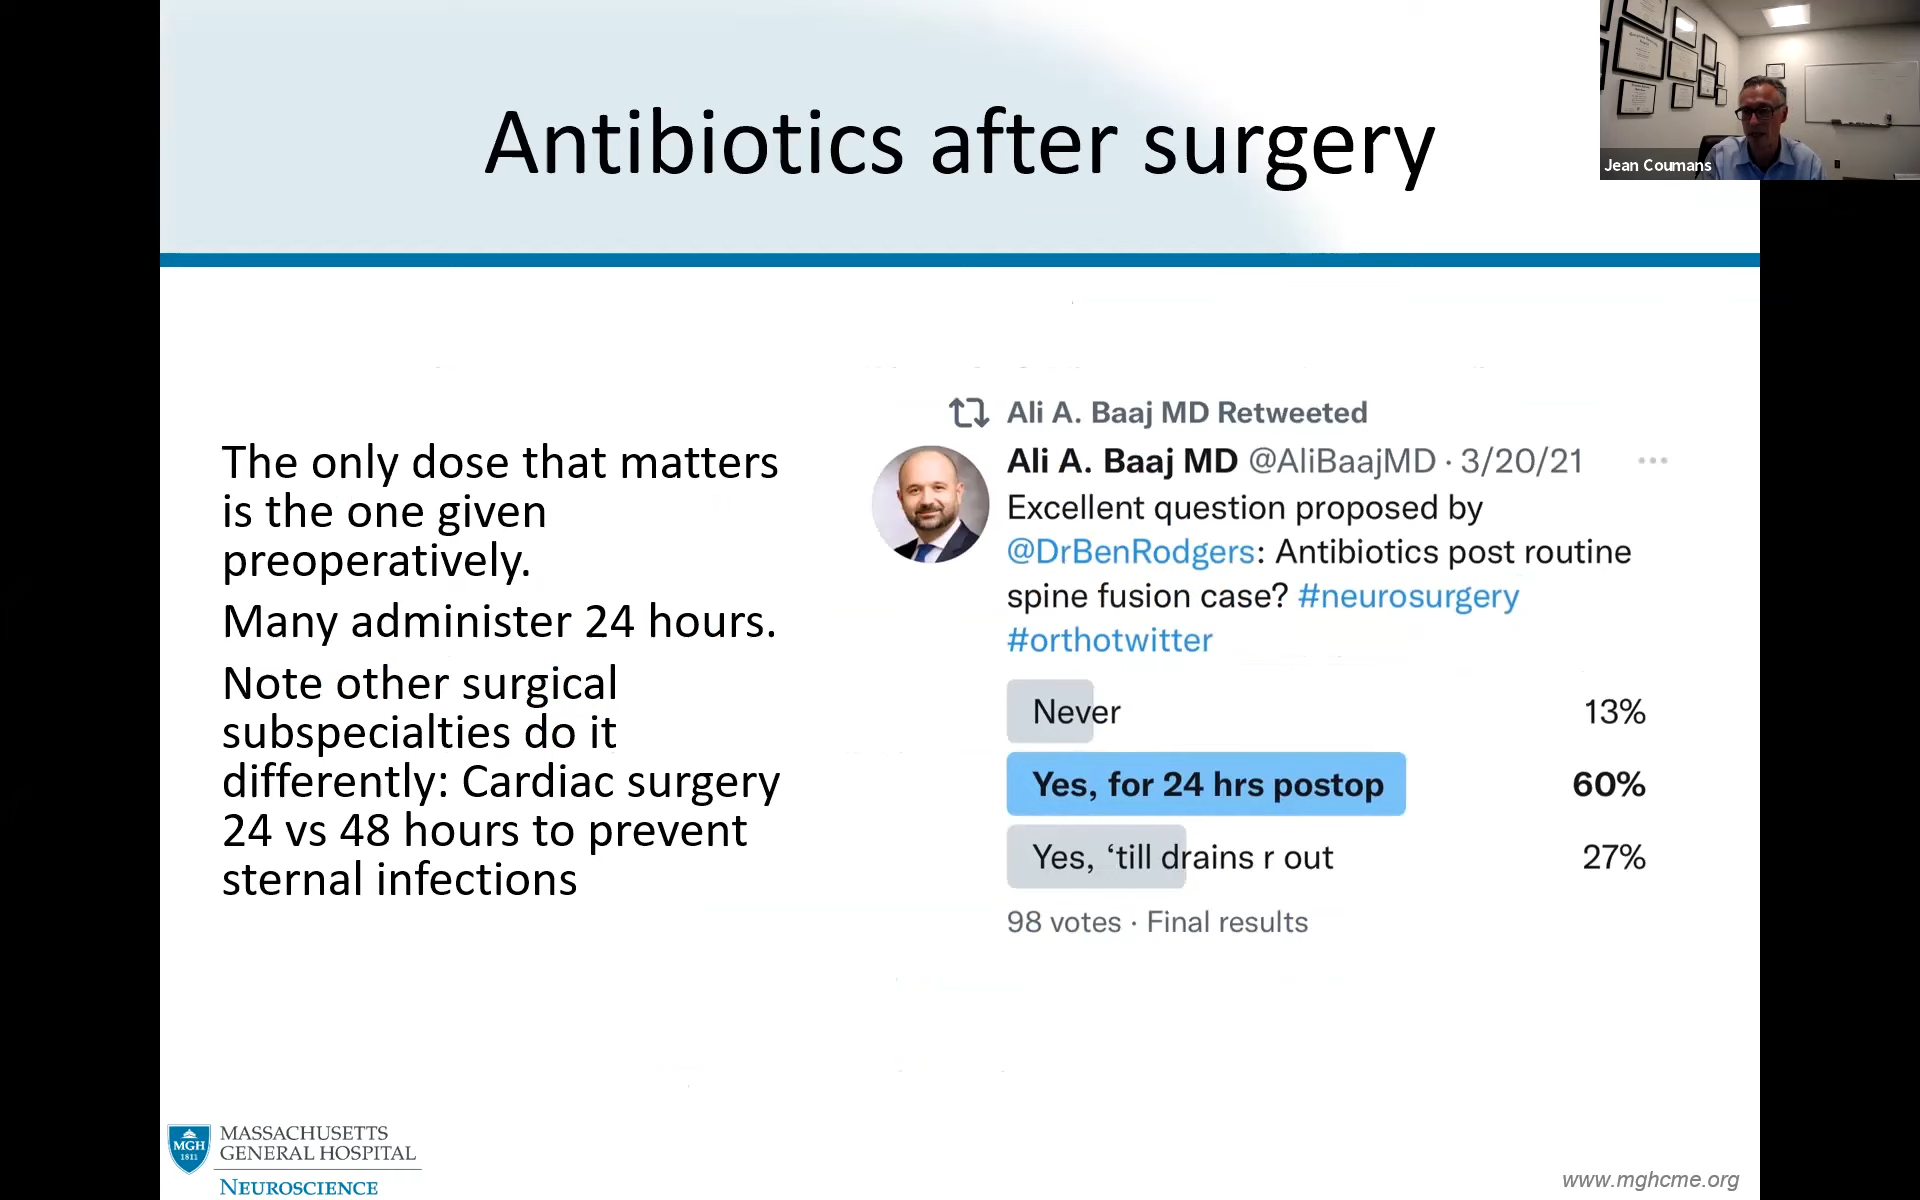 Antibiotics after surgery
Jean Coumans
The only dose that matters
is the one given
preoperatively.
Many administer 24 hours.
Note other surgical
subspecialties do it
differently: Cardiac surgery
24 vs 48 hours to prevent
sternal infections
Ali A. Baaj MD Retweeted
Ali A. Baaj MD @AliBaajMD · 3/20/21
Excellent question proposed by
@DrBenRodgers: Antibiotics post routine
spine fusion case? #neurosurgery
#orthotwitter
Never 13%
Yes, for 24 hrs postop 60%
Yes, ‘till drains r out 27%
98 votes · Final results
MGH
1811
MASSACHUSETTS
GENERAL HOSPITAL
NEUROSCIENCE
www.mghcme.org